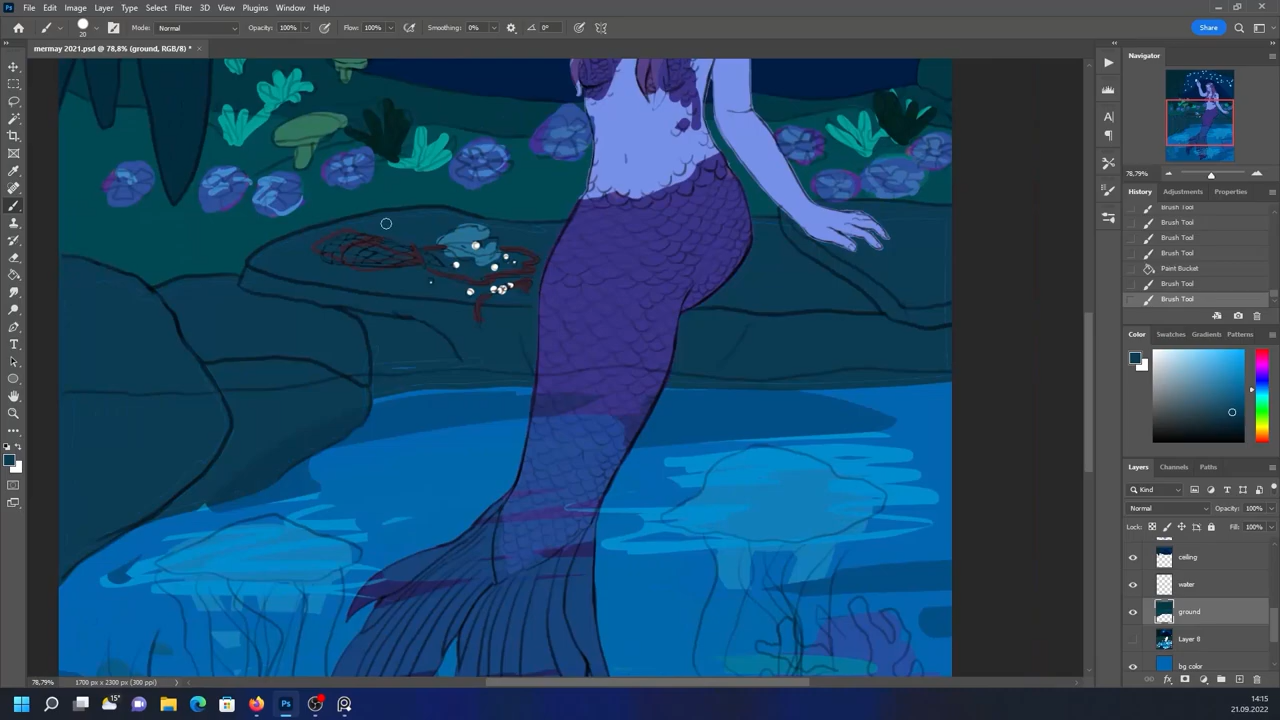 File Edit Image Layer Type Select Filter 3D View Plugins Window Help
20 Mode: Normal Opacity: 100% Flow: 100% Smoothing: 0% 0° Share
mermay 2021.psd @ 78,8% (ground, RGB/8) *
Navigator
78,79%
History Adjustments Properties
Brush Tool
Brush Tool
Brush Tool
Brush Tool
Paint Bucket
Brush Tool
Brush Tool
Color Swatches Gradients Patterns
Layers Channels Paths
Kind
Normal Opacity: 100%
Lock: Fill: 100%
ceiling
water
ground
Layer 8
bg color
78,79% 1700 px x 2300 px (300 ppi)
15°
14:15
21.09.2022